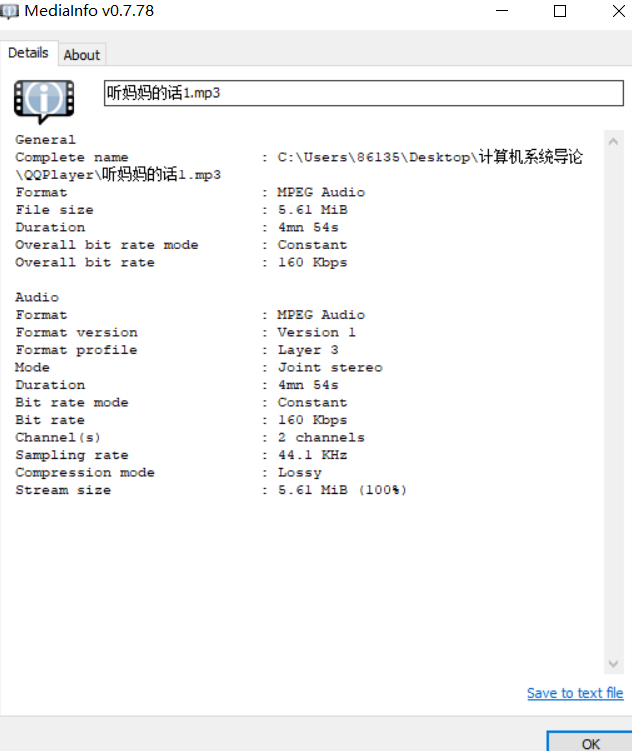 MediaInfo v0.7.78
Details About
听妈妈的话1.mp3
General
Complete name : C:\Users\86135\Desktop\计算机系统导论
\QQPlayer\听妈妈的话1.mp3
Format : MPEG Audio
File size : 5.61 MiB
Duration : 4mn 54s
Overall bit rate mode : Constant
Overall bit rate : 160 Kbps
Audio
Format : MPEG Audio
Format version : Version 1
Format profile : Layer 3
Mode : Joint stereo
Duration : 4mn 54s
Bit rate mode : Constant
Bit rate : 160 Kbps
Channel(s) : 2 channels
Sampling rate : 44.1 KHz
Compression mode : Lossy
Stream size : 5.61 MiB (100%)
Save to text file
OK